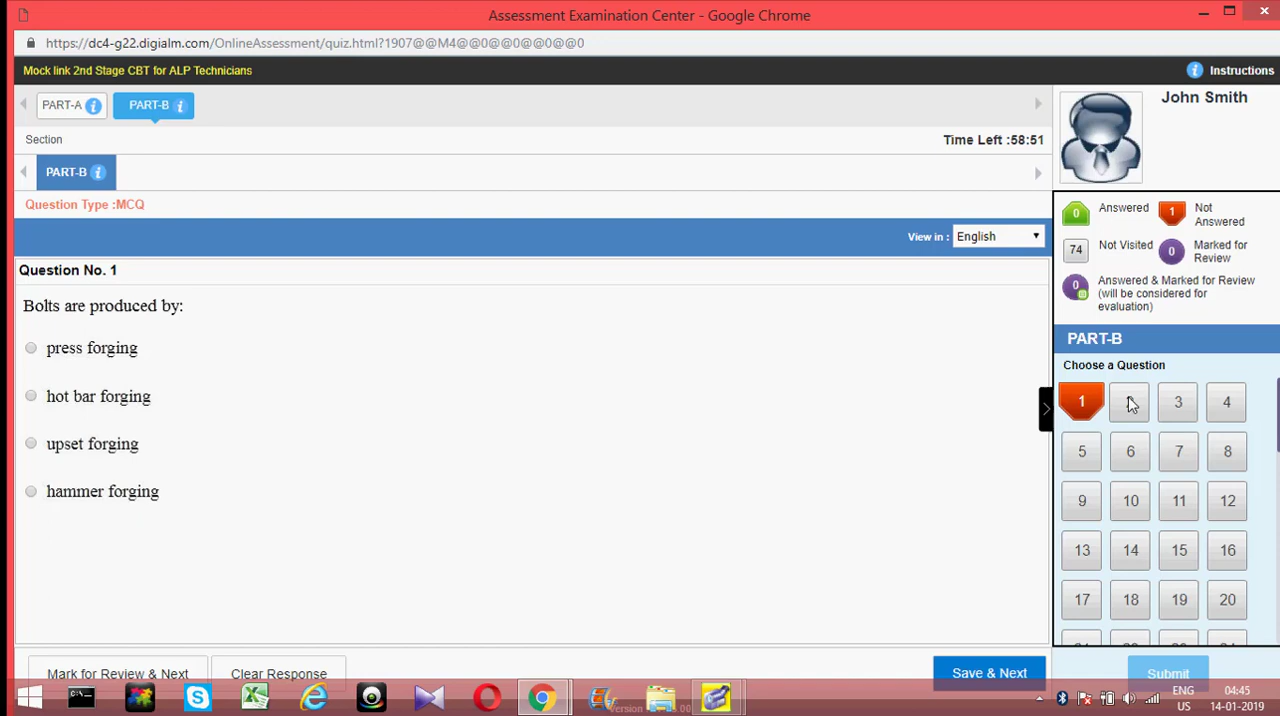 Assessment Examination Center - Google Chrome
https://dc4-g22.digialm.com/OnlineAssessment/quiz.html?1907@@M4@@0@@0@@0@@0
Mock link 2nd Stage CBT for ALP Technicians
Instructions
PART-A
PART-B
John Smith
Section
Time Left :58:51
PART-B
Question Type :MCQ
View in :
English
0 Answered
1 Not Answered
74 Not Visited
0 Marked for Review
0 Answered & Marked for Review (will be considered for evaluation)
Question No. 1
Bolts are produced by:
press forging
hot bar forging
upset forging
hammer forging
PART-B
Choose a Question
1 3 4
5 6 7 8
9 10 11 12
13 14 15 16
17 18 19 20
Mark for Review & Next
Clear Response
Save & Next
Submit
Version
ENG
US
04:45
14-01-2019